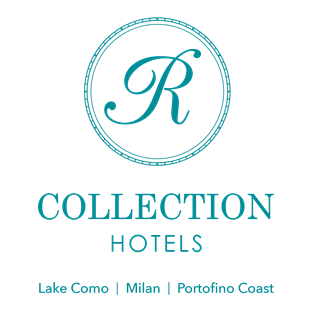 R
COLLECTION
HOTELS
Lake Como | Milan | Portofino Coast